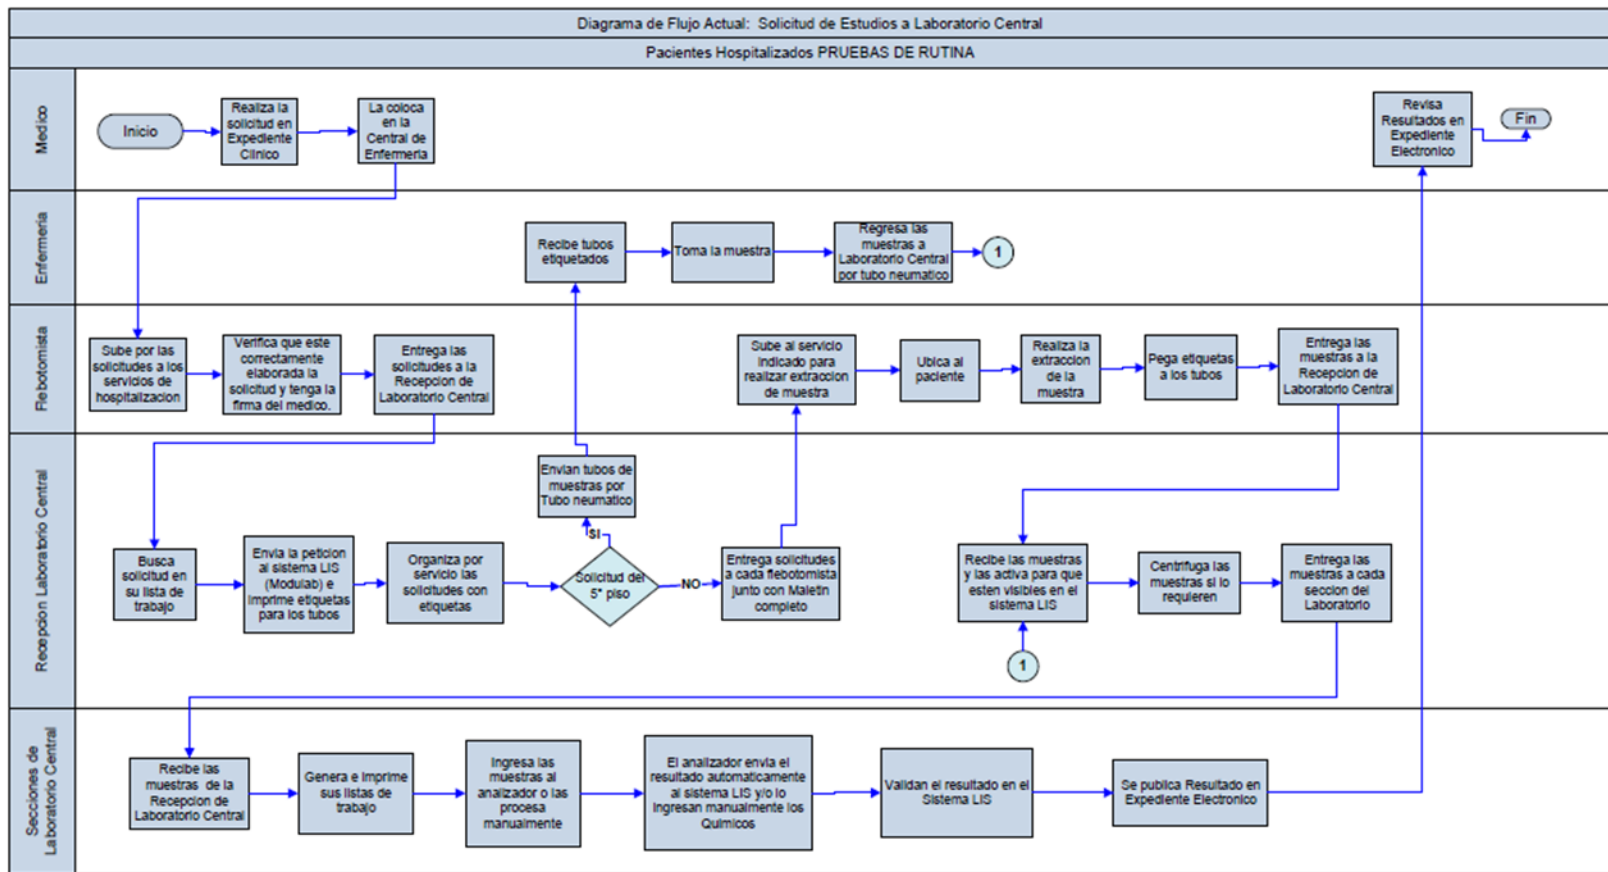 Diagrama de Flujo Actual: Solicitud de Estudios a Laboratorio Central
Pacientes Hospitalizados PRUEBAS DE RUTINA
Medico
Inicio
Realiza la
solicitud en
Expediente
Clinico
La coloca
en la
Central de
Enfermeria
Revisa
Resultados en
Expediente
Electronico
Fin
Enfermeria
Recibe tubos
etiquetados
Toma la muestra
Regresa las
muestras a
Laboratorio Central
por tubo neumatico
1
Flebotomista
Sube por las
solicitudes a los
servicios de
hospitalizacion
Verifica que este
correctamente
elaborada la
solicitud y tenga la
firma del medico.
Entrega las
solicitudes a la
Recepcion de
Laboratorio Central
Sube al servicio
indicado para
realizar extraccion
de muestra
Ubica al
paciente
Realiza la
extraccion
de la
muestra
Pega etiquetas
a los tubos
Entrega las
muestras a la
Recepcion de
Laboratorio Central
Recepcion Laboratorio Central
Envian tubos de
muestras por
Tubo neumatico
SI
Busca
solicitud en
su lista de
trabajo
Envia la peticion
al sistema LIS
(Modulab) e
imprime etiquetas
para los tubos
Organiza por
servicio las
solicitudes con
etiquetas
Solicitud del
5° piso
NO
Entrega solicitudes
a cada flebotomista
junto con Maletin
completo
Recibe las muestras
y las activa para que
esten visibles en el
sistema LIS
Centrifuga las
muestras si lo
requieren
Entrega las
muestras a cada
seccion del
Laboratorio
1
Secciones de
Laboratorio Central
Recibe las
muestras de la
Recepcion de
Laboratorio Central
Genera e imprime
sus listas de
trabajo
Ingresa las
muestras al
analizador o las
procesa
manualmente
El analizador envia el
resultado automaticamente
al sistema LIS y/o lo
ingresan manualmente los
Quimicos
Validan el resultado en el
Sistema LIS
Se publica Resultado en
Expediente Electronico